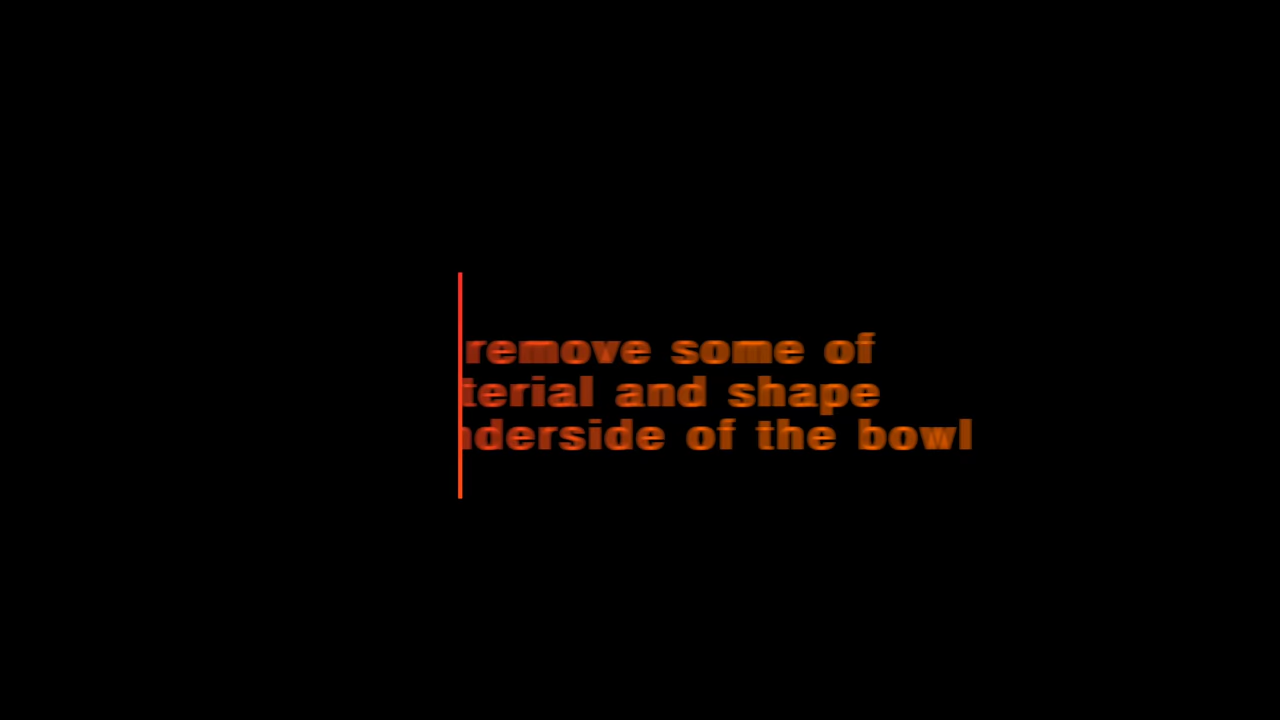 remove some of
terial and shape
nderside of the bowl